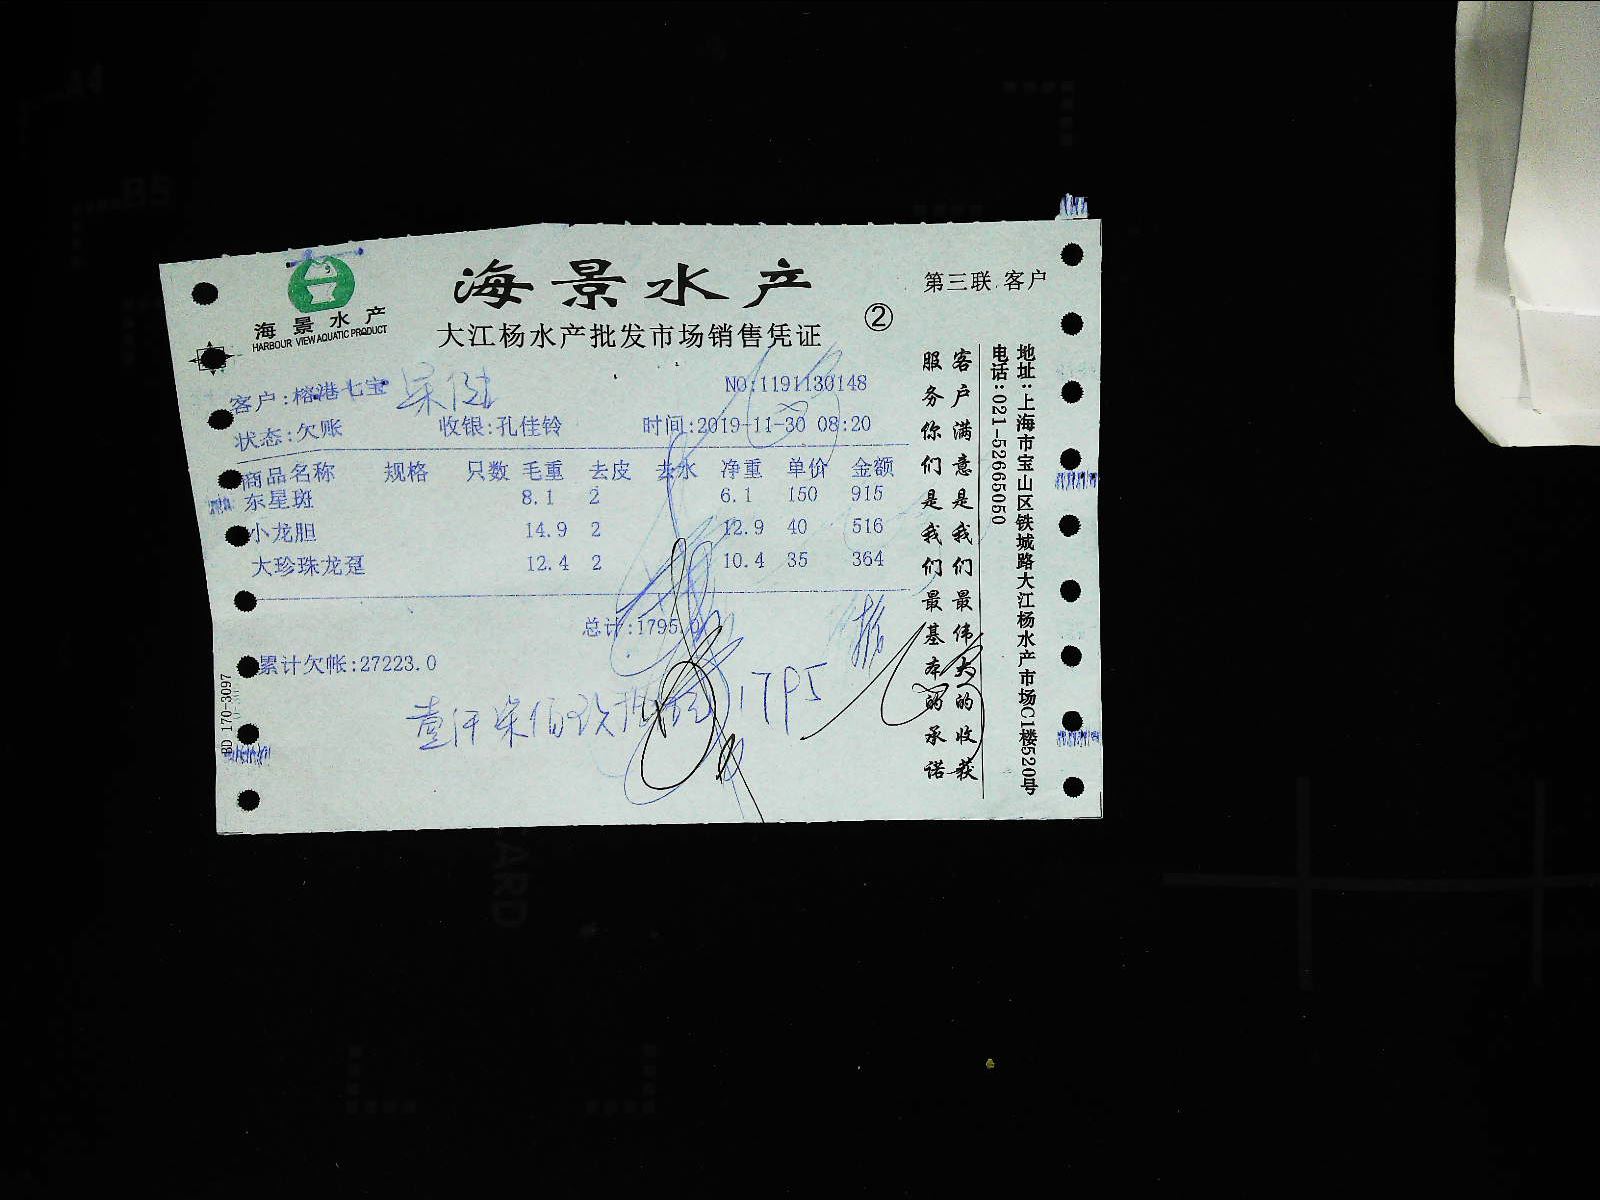 海景水产
HARBOUR VIEW AQUATIC PRODUCT
海景水产
大江杨水产批发市场销售凭证
②
第三联 客户
客户:榕港七宝
NO:1191130148
状态:欠账 收银:孔佳铃 时间:2019-11-30 08:20
商品名称 规格 只数 毛重 去皮 去水 净重 单价 金额
东星斑 8.1 2 6.1 150 915
小龙胆 14.9 2 12.9 40 516
大珍珠龙趸 12.4 2 10.4 35 364
总计:1795.0
累计欠帐:27223.0
壹仟柒佰玖拾伍 1795
客户满意是我们最伟大的收获
服务你们是我们最基本的承诺
地址:上海市宝山区铁城路大江杨水产市场C1楼520号
电话:021-52665050
BD 170-3097